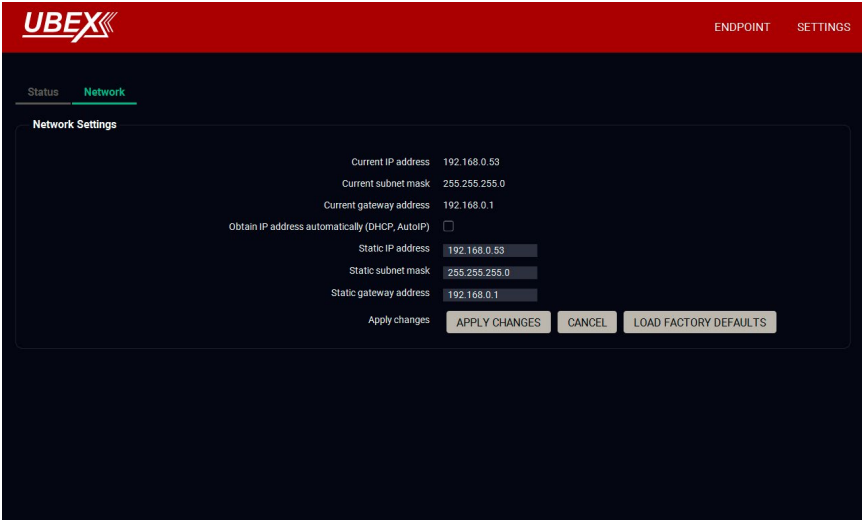 UBEX
ENDPOINT SETTINGS
Status Network
Network Settings
Current IP address 192.168.0.53
Current subnet mask 255.255.255.0
Current gateway address 192.168.0.1
Obtain IP address automatically (DHCP, AutoIP)
Static IP address 192.168.0.53
Static subnet mask 255.255.255.0
Static gateway address 192.168.0.1
Apply changes APPLY CHANGES CANCEL LOAD FACTORY DEFAULTS